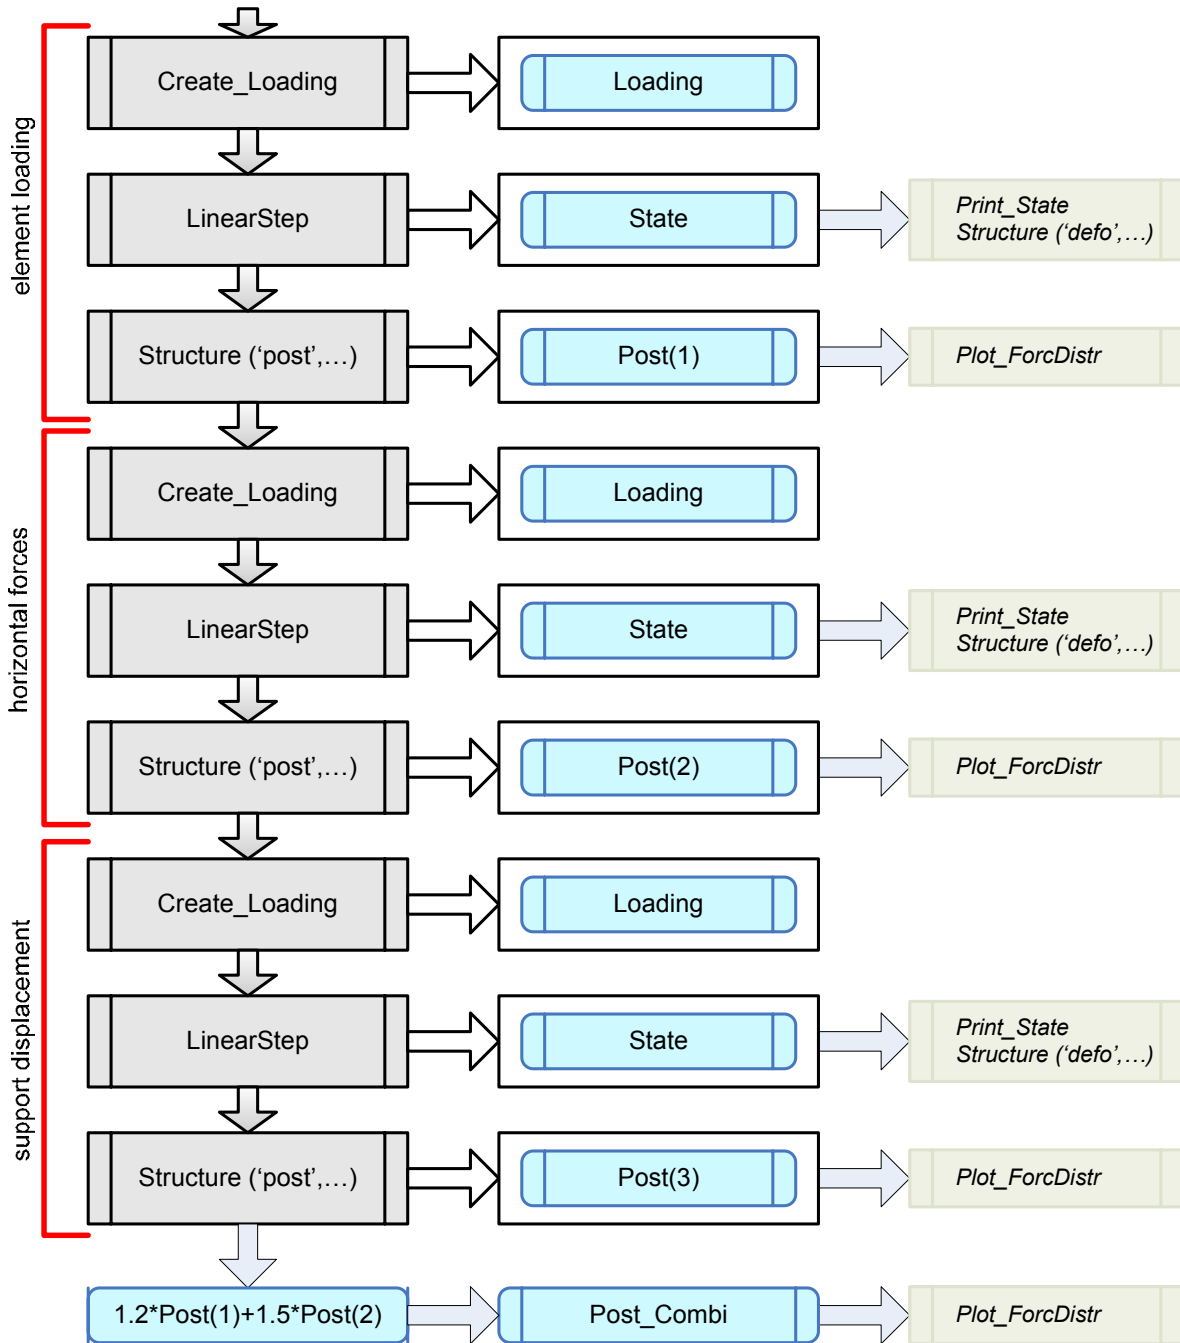 element loading
Create_Loading
Loading
LinearStep
State
Print_State
Structure (‘defo’,…)
Structure (‘post’,…)
Post(1)
Plot_ForcDistr
horizontal forces
Create_Loading
Loading
LinearStep
State
Print_State
Structure (‘defo’,…)
Structure (‘post’,…)
Post(2)
Plot_ForcDistr
support displacement
Create_Loading
Loading
LinearStep
State
Print_State
Structure (‘defo’,…)
Structure (‘post’,…)
Post(3)
Plot_ForcDistr
1.2*Post(1)+1.5*Post(2)
Post_Combi
Plot_ForcDistr